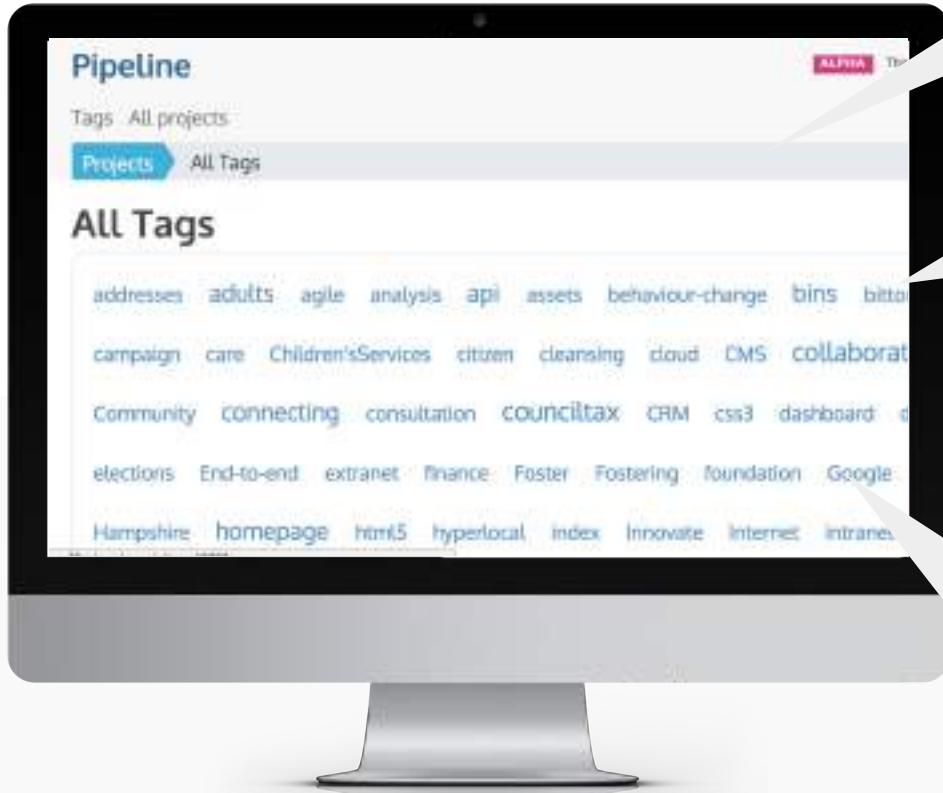 Pipeline
ALPHA
Tags All projects
Projects All Tags
All Tags
addresses adults agile analysis api assets behaviour-change bins
campaign care Children'sServices citizen cleansing cloud CMS collaborat
Community connecting consultation counciltax CRM css3 dashboard
elections End-to-end extranet finance Foster Fostering foundation Google
Hampshire homepage html5 hyperlocal index Innovate Internet